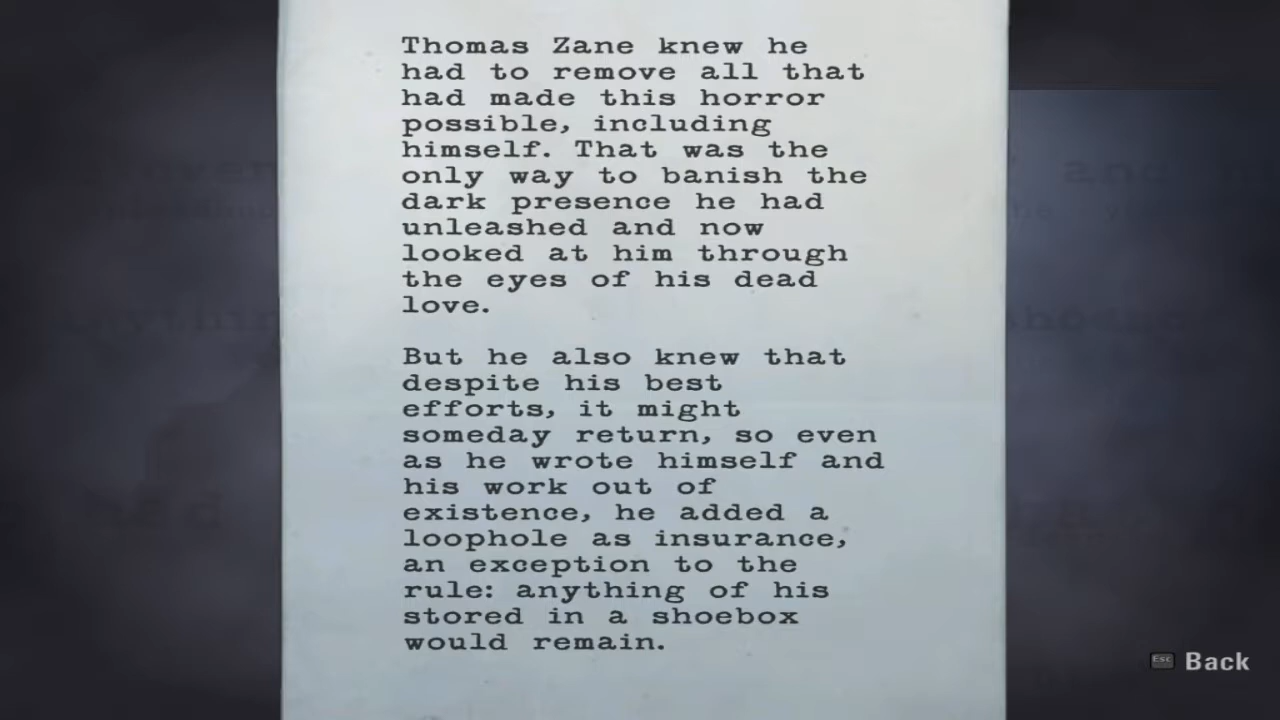 Thomas Zane knew he
had to remove all that
had made this horror
possible, including
himself. That was the
only way to banish the
dark presence he had
unleashed and now
looked at him through
the eyes of his dead
love.
But he also knew that
despite his best
efforts, it might
someday return, so even
as he wrote himself and
his work out of
existence, he added a
loophole as insurance,
an exception to the
rule: anything of his
stored in a shoebox
would remain.
Esc Back